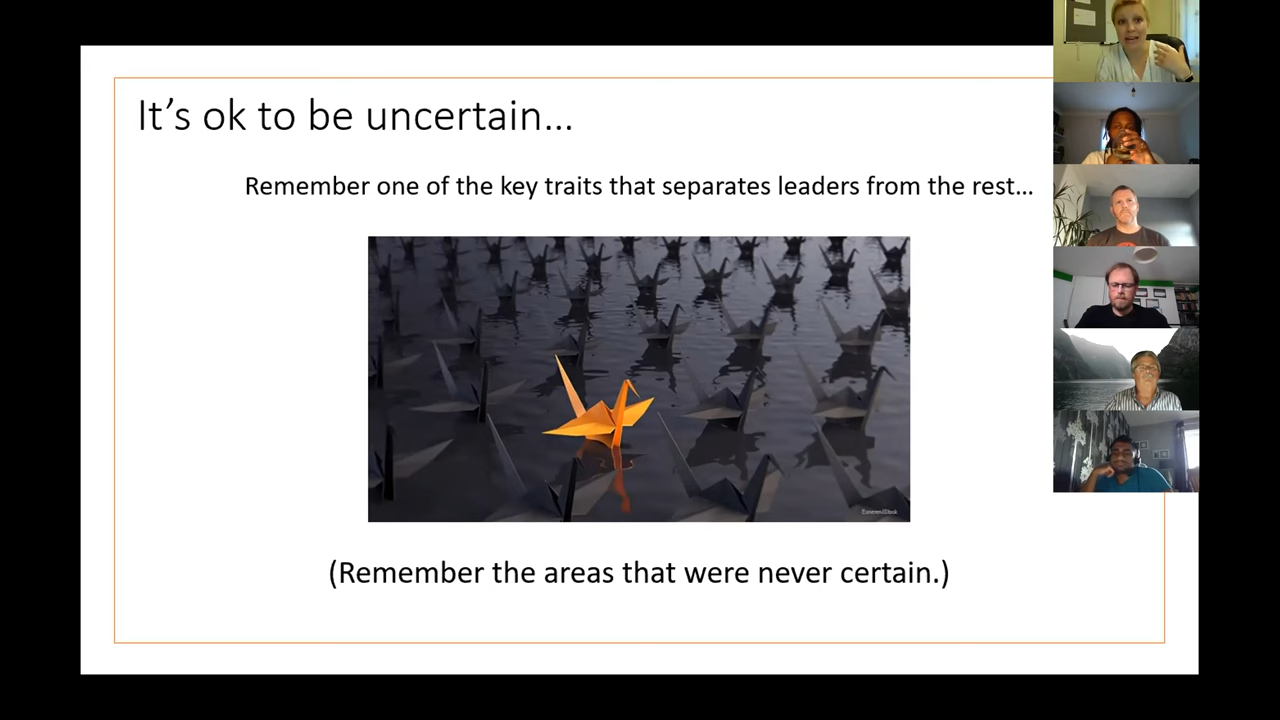 It's ok to be uncertain…
Remember one of the key traits that separates leaders from the rest…
(Remember the areas that were never certain.)